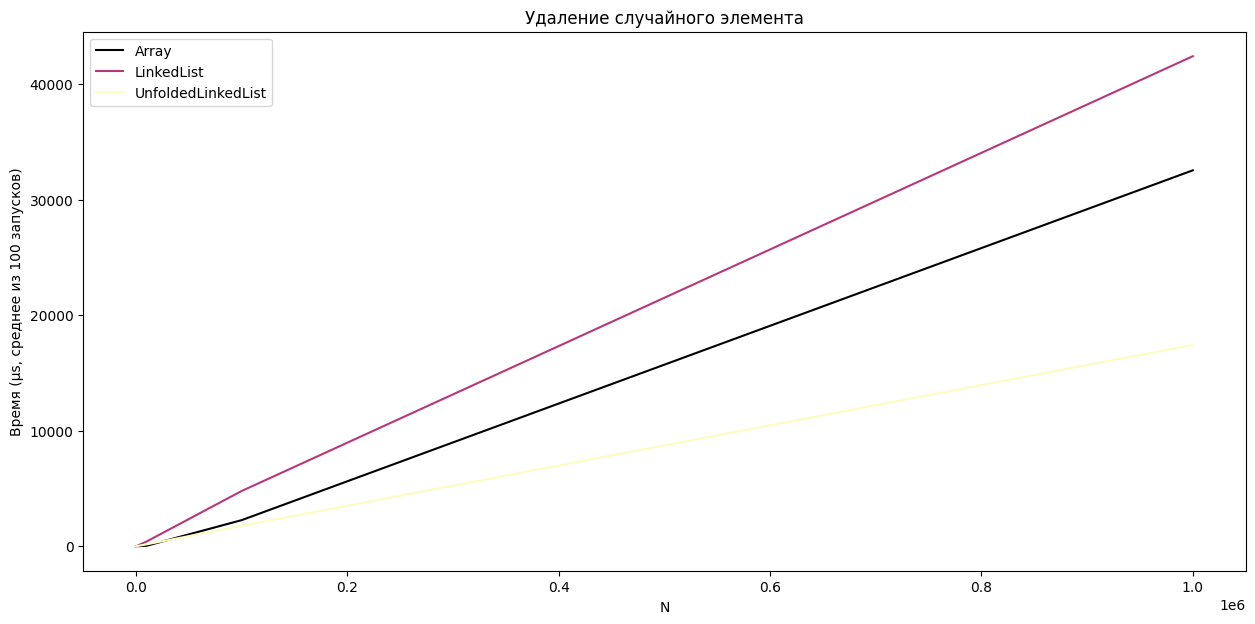 Удаление случайного элемента
Array
LinkedList
UnfoldedLinkedList
Время (μs, среднее из 100 запусков)
40000
30000
20000
10000
0
0.0 0.2 0.4 0.6 0.8 1.0
1e6
N